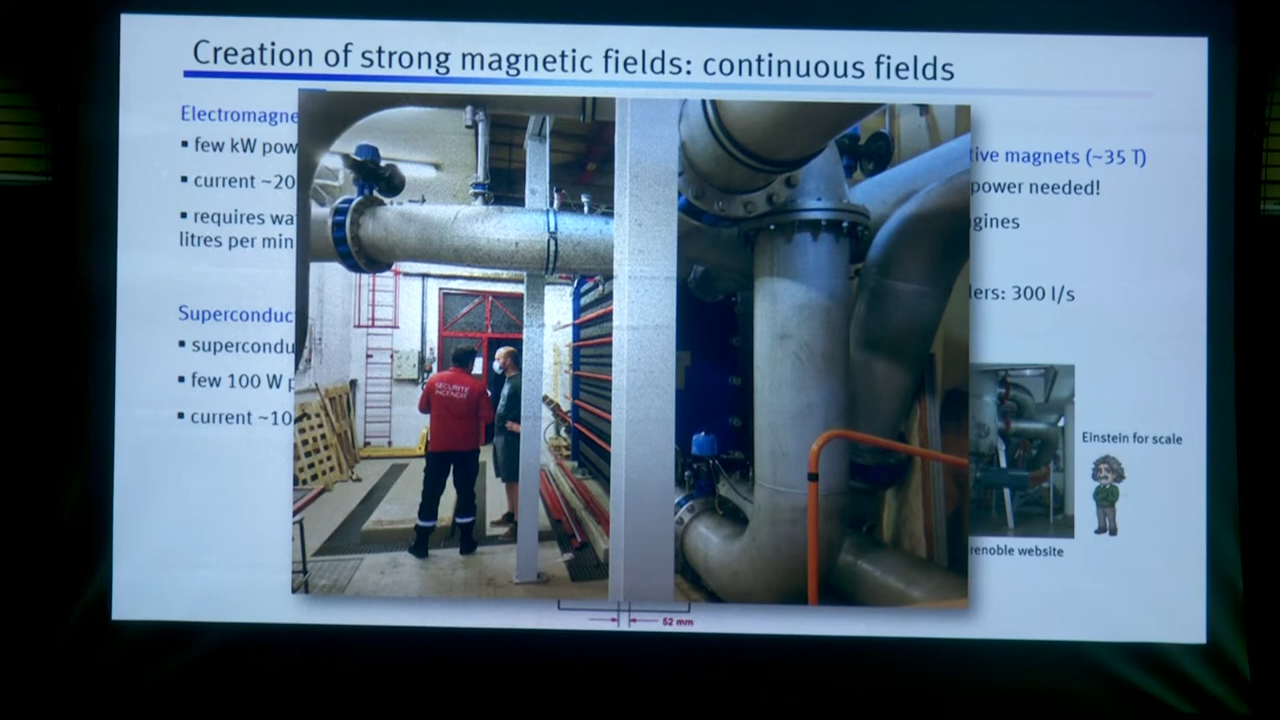 Creation of strong magnetic fields: continuous fields
Electromagne
▪ few kW pow
▪ current ~20
▪ requires wa
litres per min
Superconduc
▪ supercondu
▪ few 100 W p
▪ current ~10
SECURITE
INCENDIE
tive magnets (~35 T)
power needed!
gines
lers: 300 l/s
Einstein for scale
renoble website
52 mm